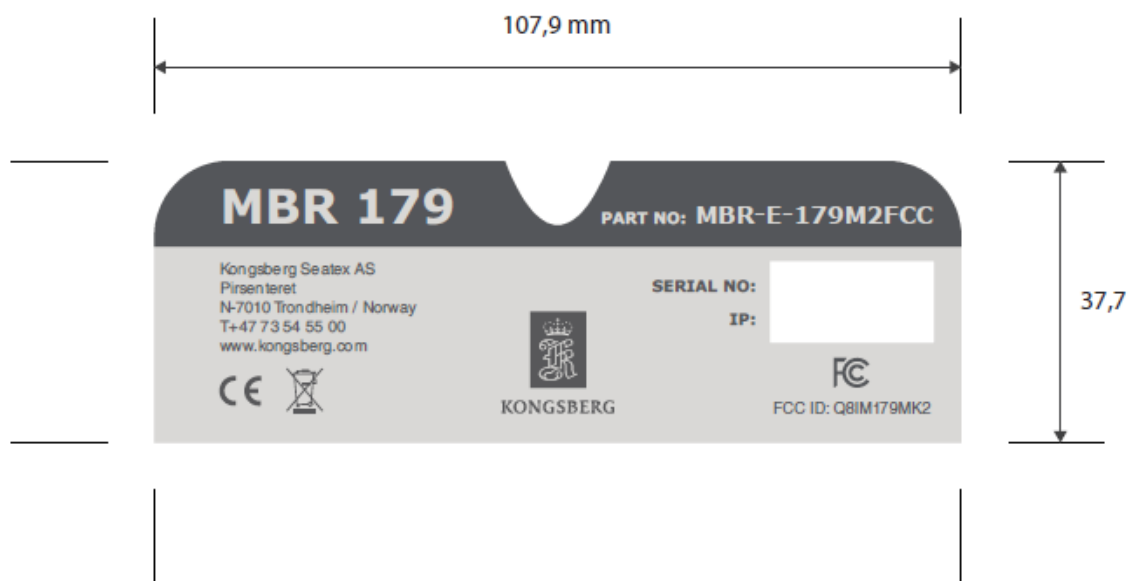 107,9 mm
MBR 179
PART NO: MBR-E-179M2FCC
Kongsberg Seatex AS
Pirsenteret
N-7010 Trondheim / Norway
T+47 73 54 55 00
www.kongsberg.com
CE
KONGSBERG
SERIAL NO:
IP:
FC
FCC ID: Q8IM179MK2
37,7